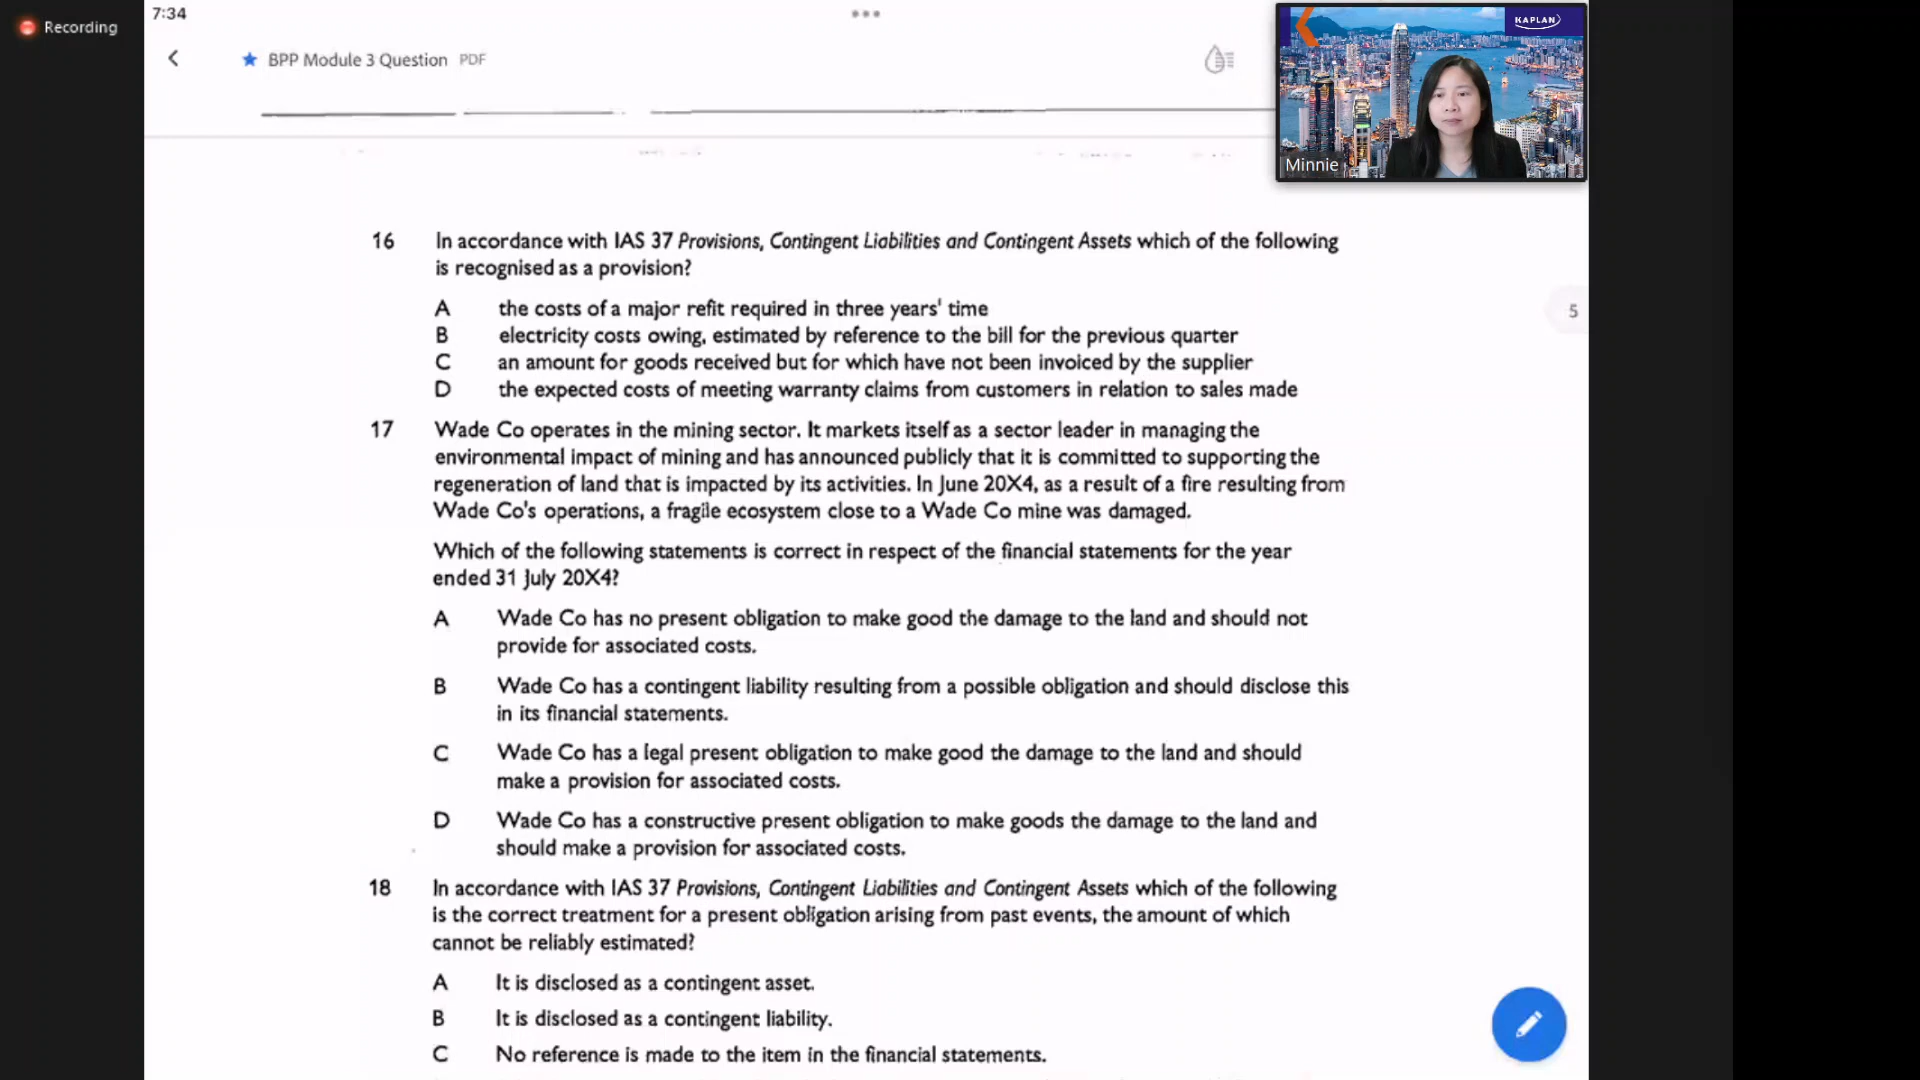 Recording
7:34
BPP Module 3 Question PDF
KAPLAN
Minnie
16 In accordance with IAS 37 Provisions, Contingent Liabilities and Contingent Assets which of the following
is recognised as a provision?
A the costs of a major refit required in three years' time
B electricity costs owing, estimated by reference to the bill for the previous quarter
C an amount for goods received but for which have not been invoiced by the supplier
D the expected costs of meeting warranty claims from customers in relation to sales made
5
17 Wade Co operates in the mining sector. It markets itself as a sector leader in managing the
environmental impact of mining and has announced publicly that it is committed to supporting the
regeneration of land that is impacted by its activities. In June 20X4, as a result of a fire resulting from
Wade Co's operations, a fragile ecosystem close to a Wade Co mine was damaged.
Which of the following statements is correct in respect of the financial statements for the year
ended 31 July 20X4?
A Wade Co has no present obligation to make good the damage to the land and should not
provide for associated costs.
B Wade Co has a contingent liability resulting from a possible obligation and should disclose this
in its financial statements.
C Wade Co has a legal present obligation to make good the damage to the land and should
make a provision for associated costs.
D Wade Co has a constructive present obligation to make goods the damage to the land and
should make a provision for associated costs.
18 In accordance with IAS 37 Provisions, Contingent Liabilities and Contingent Assets which of the following
is the correct treatment for a present obligation arising from past events, the amount of which
cannot be reliably estimated?
A It is disclosed as a contingent asset.
B It is disclosed as a contingent liability.
C No reference is made to the item in the financial statements.